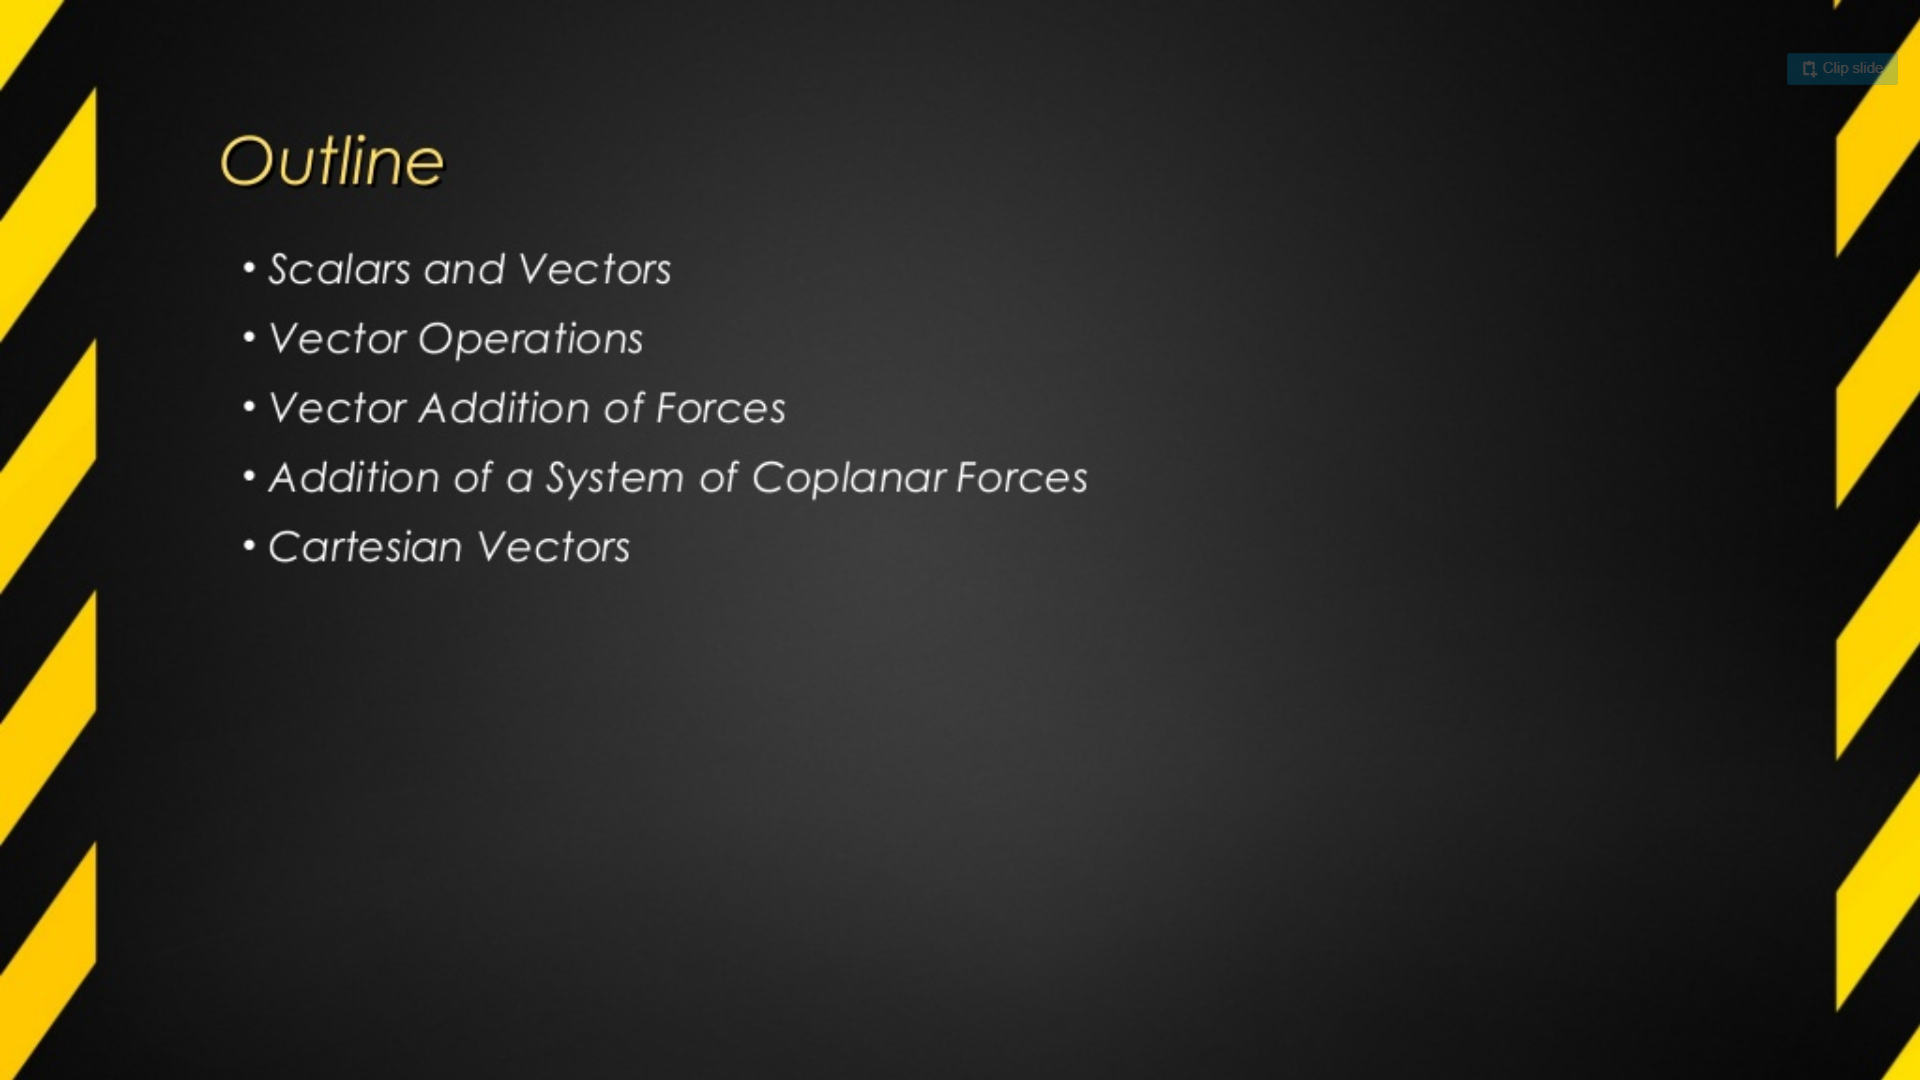 Clip slide
Outline
• Scalars and Vectors
• Vector Operations
• Vector Addition of Forces
• Addition of a System of Coplanar Forces
• Cartesian Vectors